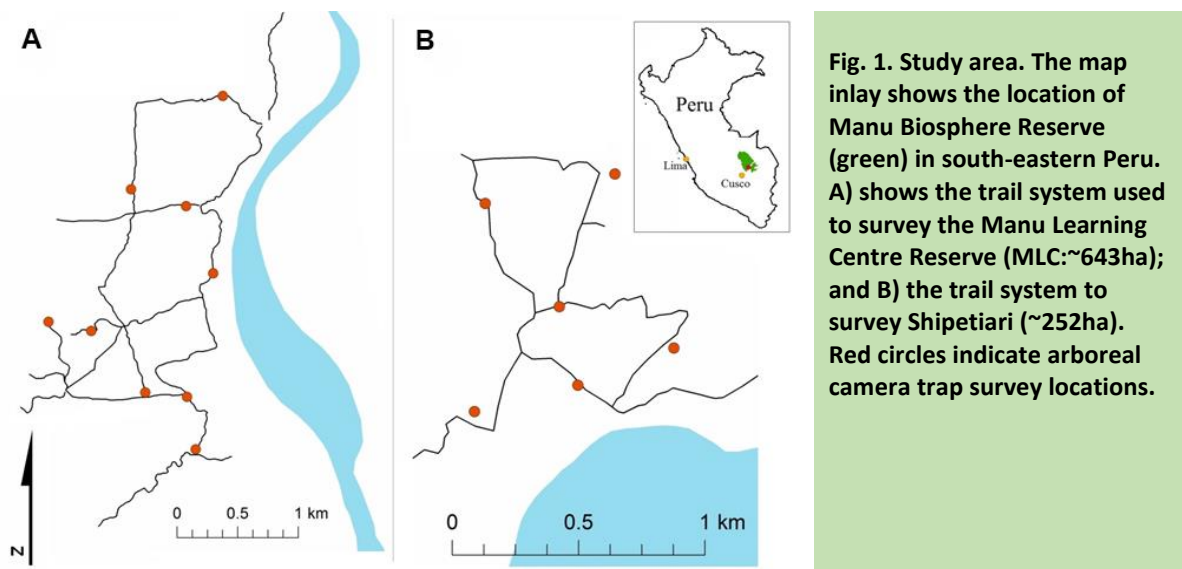 A
B
Peru
Lima
Cusco
0 0.5 1 km
0 0.5 1 km
N
Fig. 1. Study area. The map
inlay shows the location of
Manu Biosphere Reserve
(green) in south-eastern Peru.
A) shows the trail system used
to survey the Manu Learning
Centre Reserve (MLC:~643ha);
and B) the trail system to
survey Shipetiari (~252ha).
Red circles indicate arboreal
camera trap survey locations.